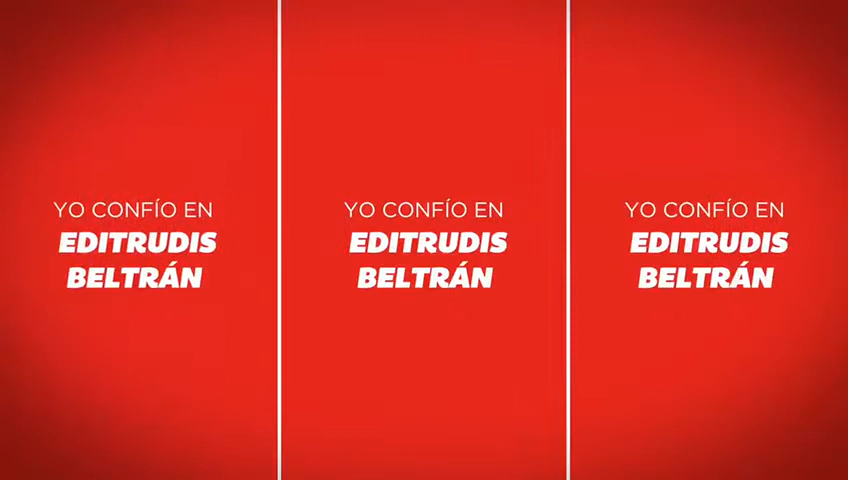 YO CONFÍO EN
EDITRUDIS
BELTRÁN
YO CONFÍO EN
EDITRUDIS
BELTRÁN
YO CONFÍO EN
EDITRUDIS
BELTRÁN